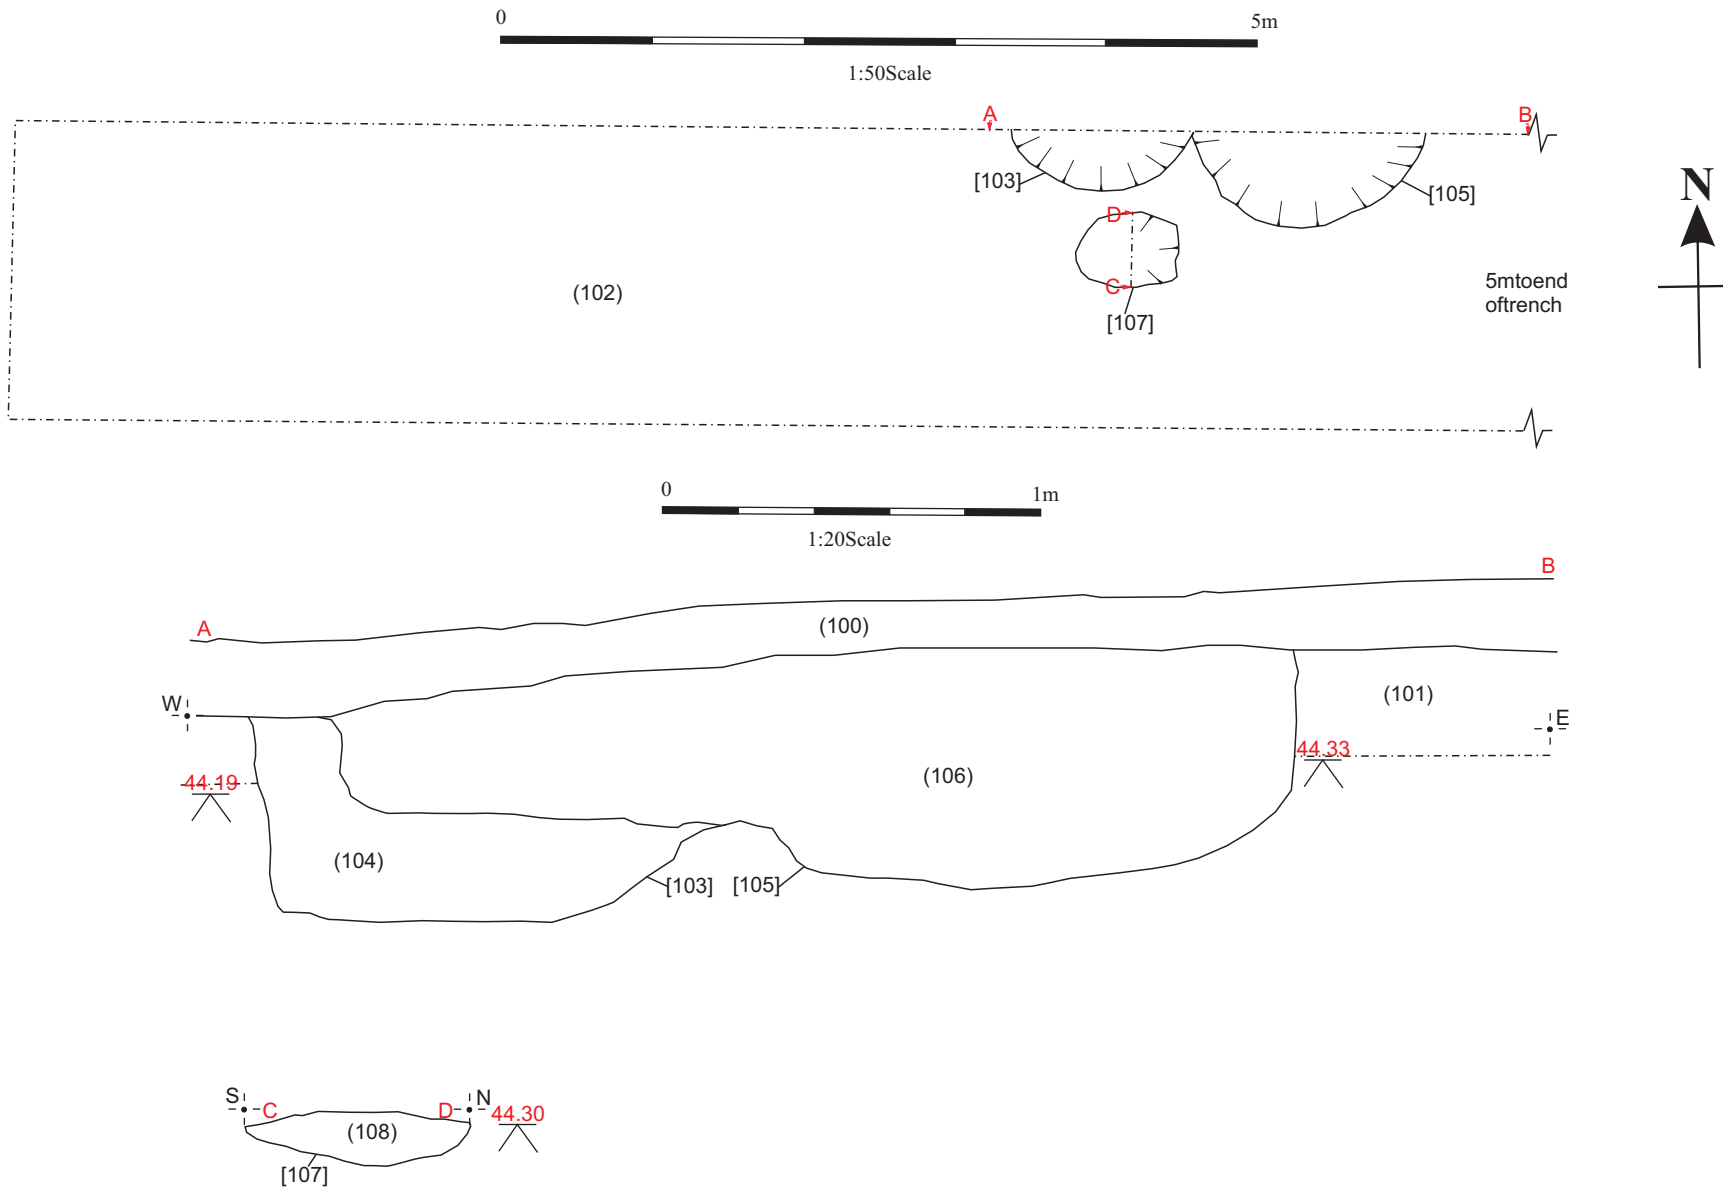 0 5m
1:50Scale
A B
[103] [105]
N
D
C
(102)
[107]
5mtoend
oftrench
0 1m
1:20Scale
B
A
(100)
W
(101)
E
44.19
44.33
(106)
(104)
[103] [105]
S C D N 44.30
(108)
[107]